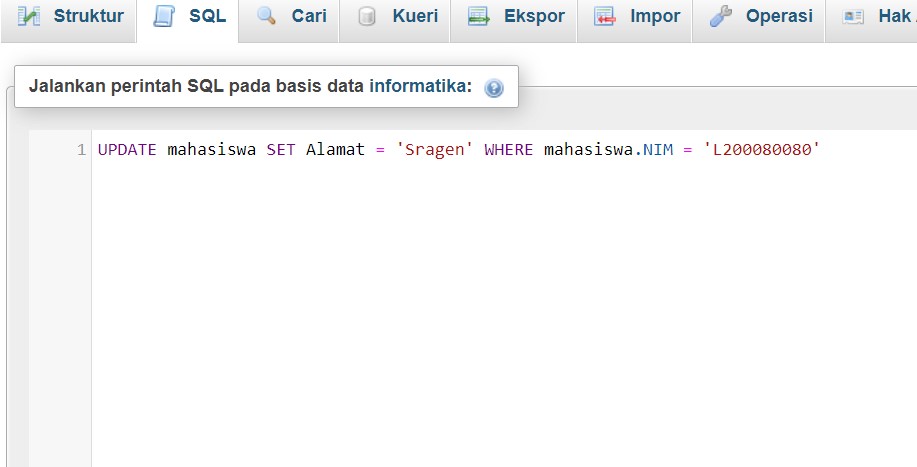 Struktur SQL Cari Kueri Ekspor Impor Operasi Hak
Jalankan perintah SQL pada basis data informatika:
1 UPDATE mahasiswa SET Alamat = 'Sragen' WHERE mahasiswa.NIM = 'L200080080'